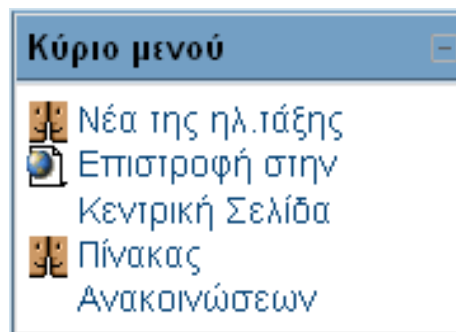 Κύριο μενού
Νέα της ηλ.τάξης
Επιστροφή στην
Κεντρική Σελίδα
Πίνακας
Ανακοινώσεων